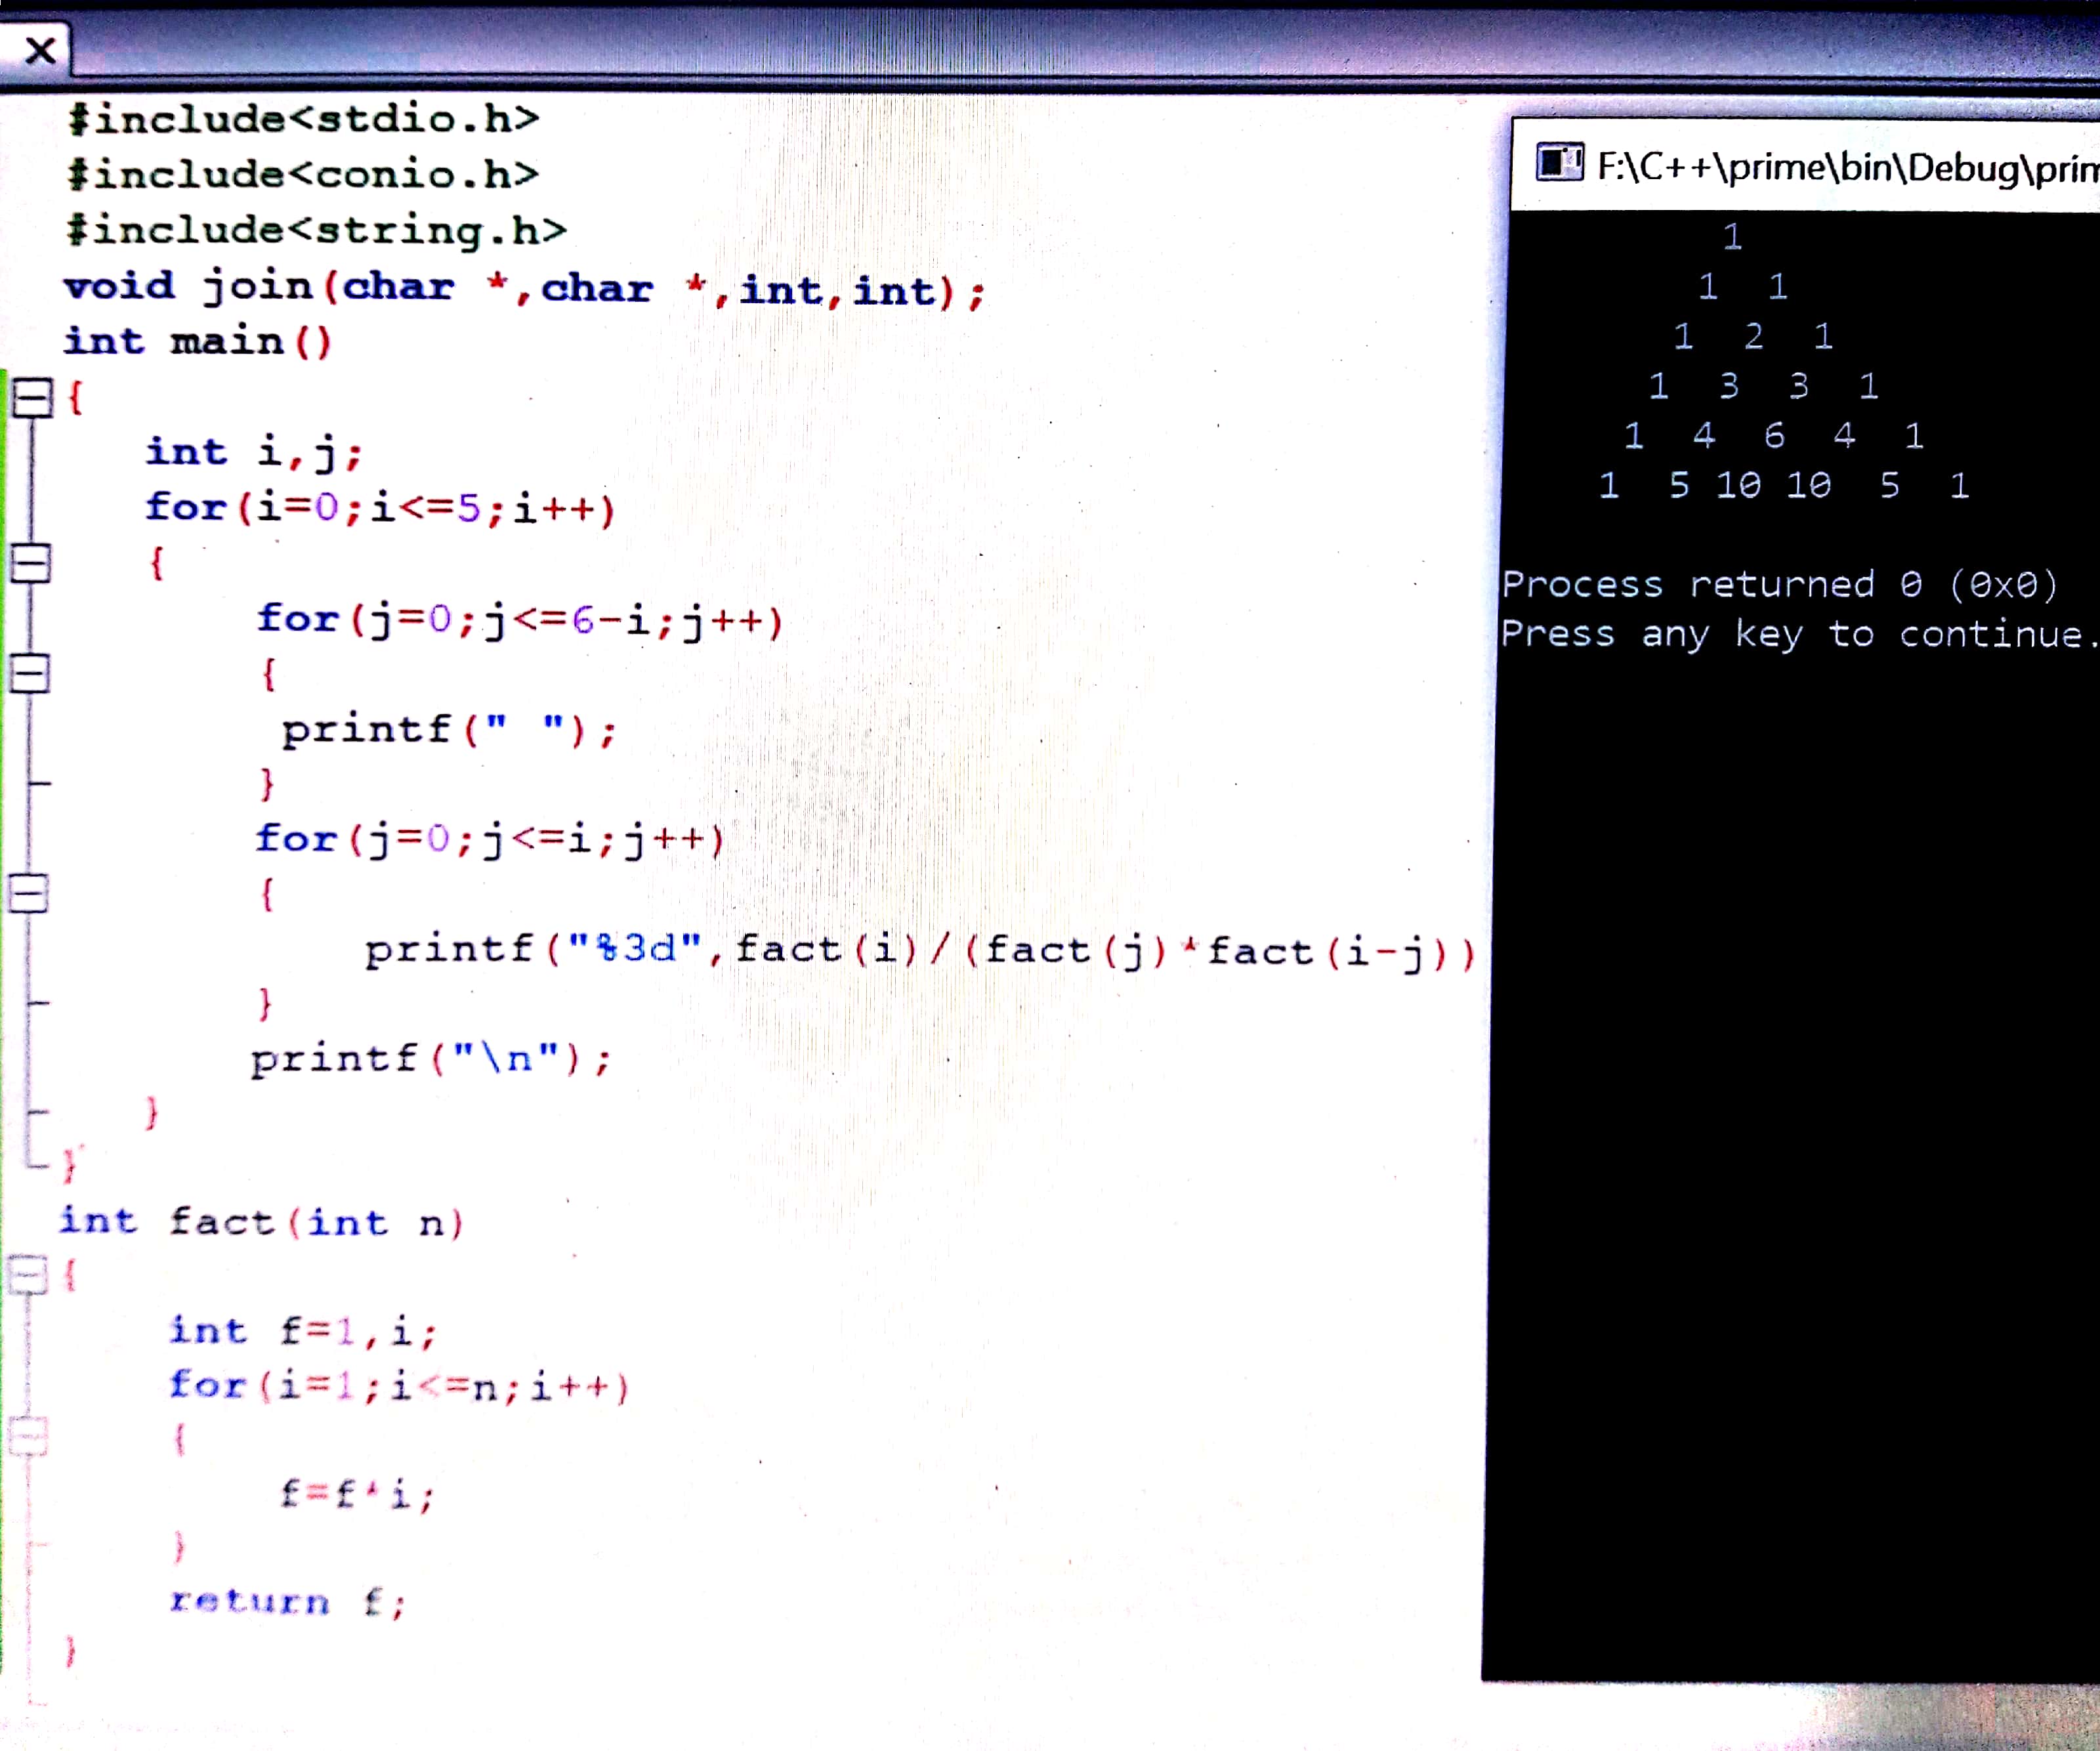 X
#include<stdio.h>
#include<conio.h>
#include<string.h>
void join(char *,char *,int,int);
int main()
{
    int i,j;
    for(i=0;i<=5;i++)
    {
        for(j=0;j<=6-i;j++)
        {
         printf(" ");
        }
        for(j=0;j<=i;j++)
        {
            printf("%3d",fact(i)/(fact(j)*fact(i-j))
        }
        printf("\n");
    }
}
int fact(int n)
{
    int f=1,i;
    for(i=1;i<=n;i++)
    {
        f=f*i;
    }
    return f;
}
F:\C++\prime\bin\Debug\prim
1
1 1
1 2 1
1 3 3 1
1 4 6 4 1
1 5 10 10 5 1
Process returned 0 (0x0)
Press any key to continue.